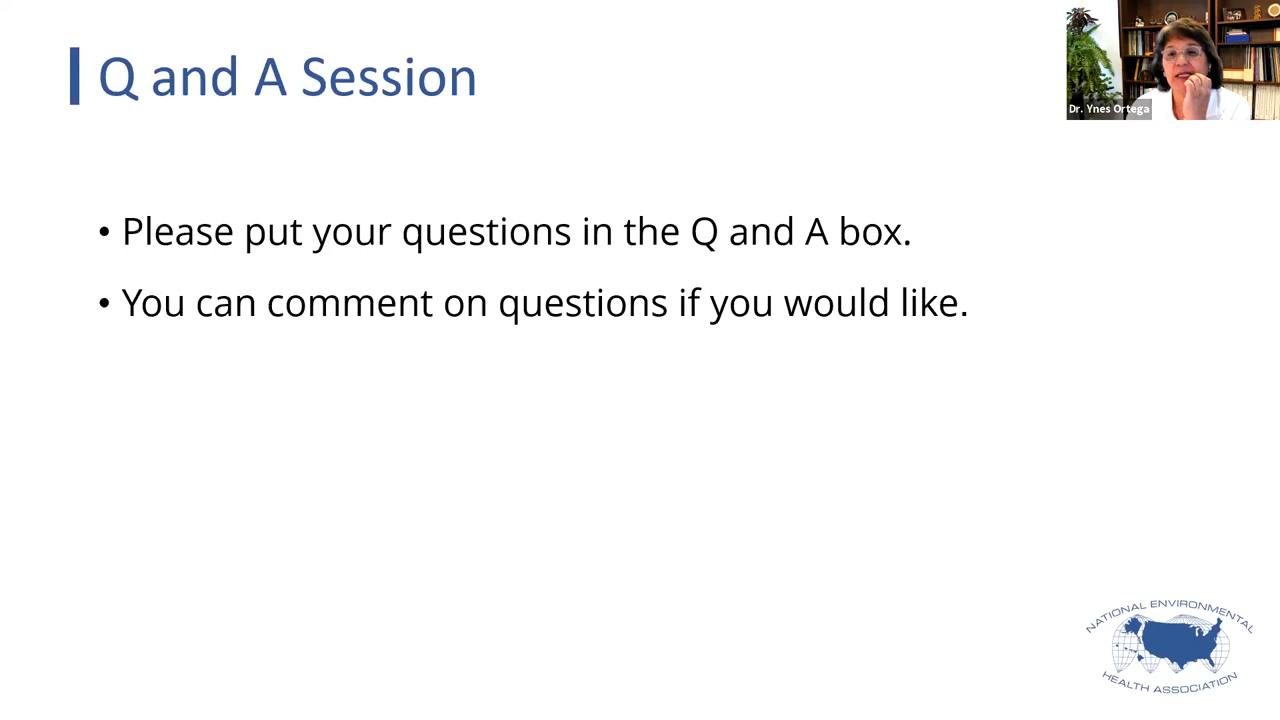 Q and A Session
Dr. Ynes Ortega
• Please put your questions in the Q and A box.
• You can comment on questions if you would like.
NATIONAL ENVIRONMENTAL
HEALTH ASSOCIATION